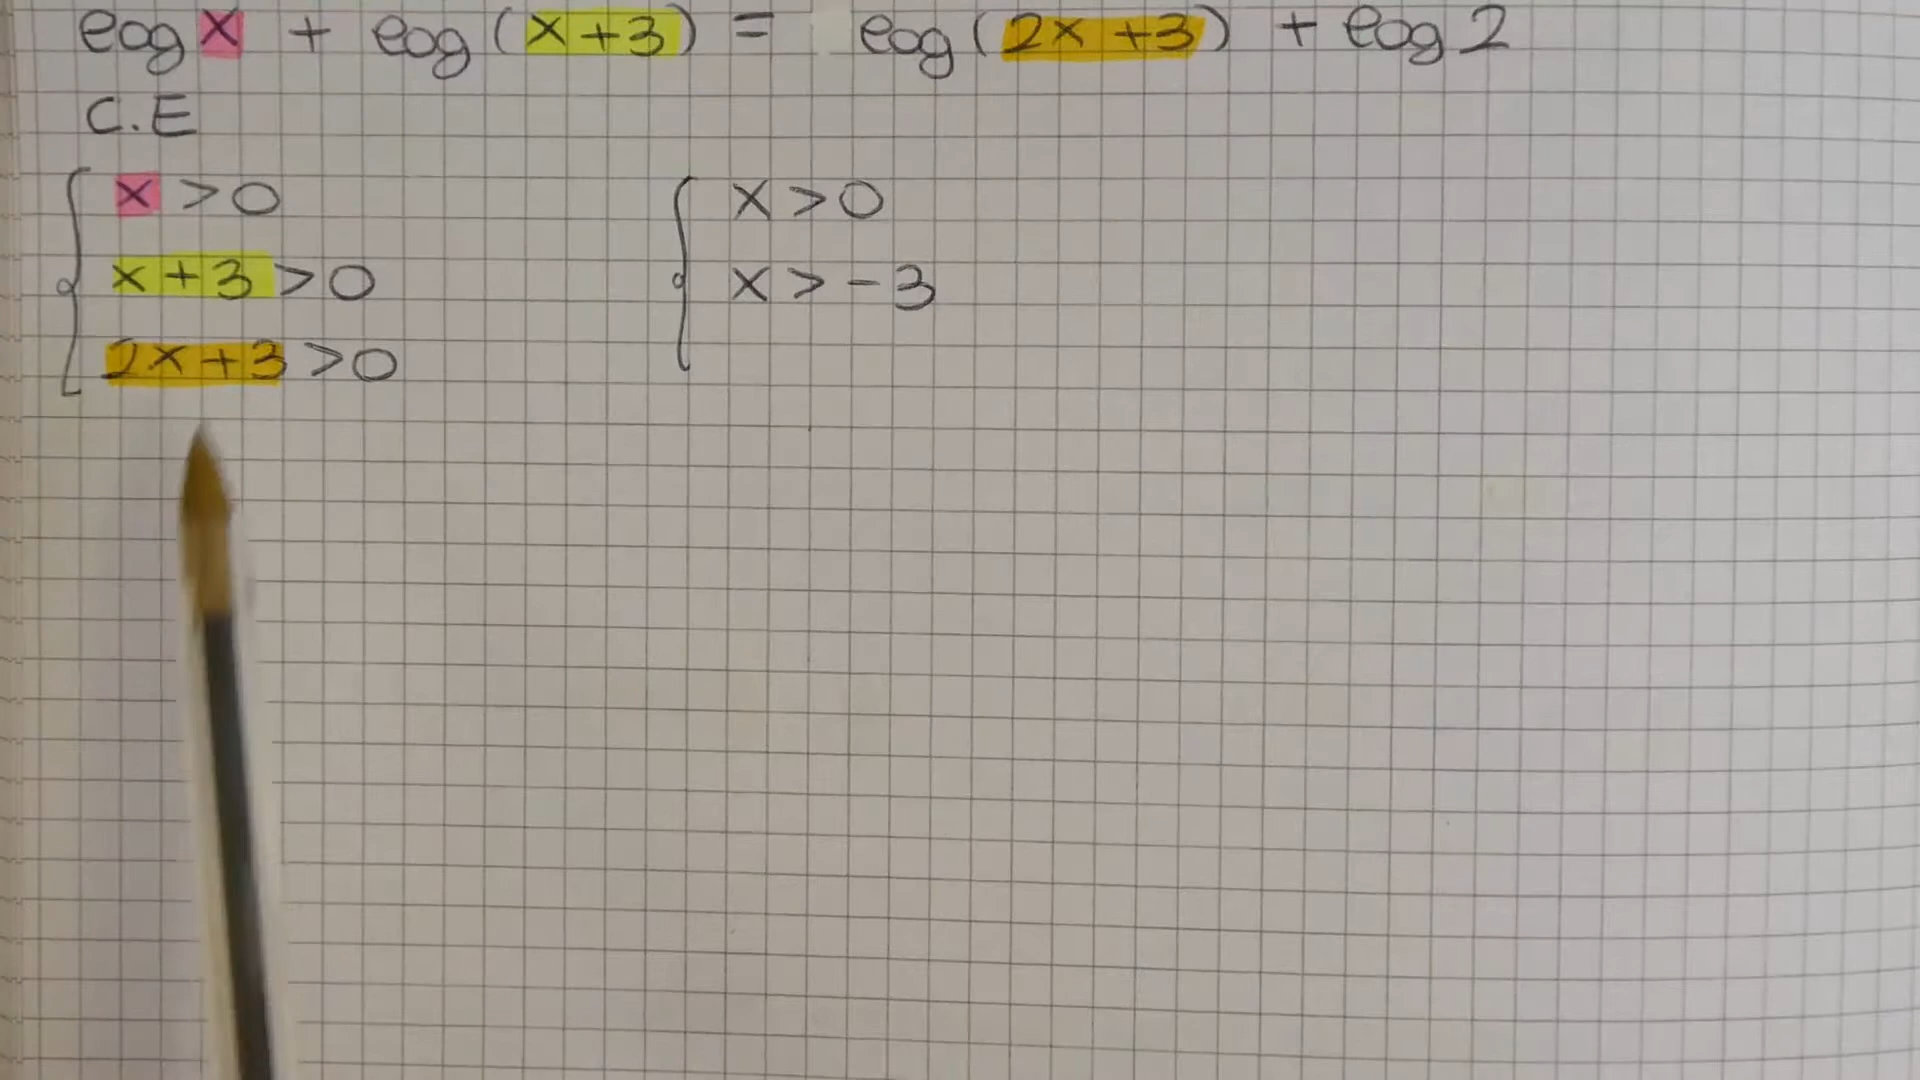 log x + log (x+3) = log (2x+3) + log 2
C.E
{ x > 0
x + 3 > 0
2x + 3 > 0
{ x > 0
x > -3